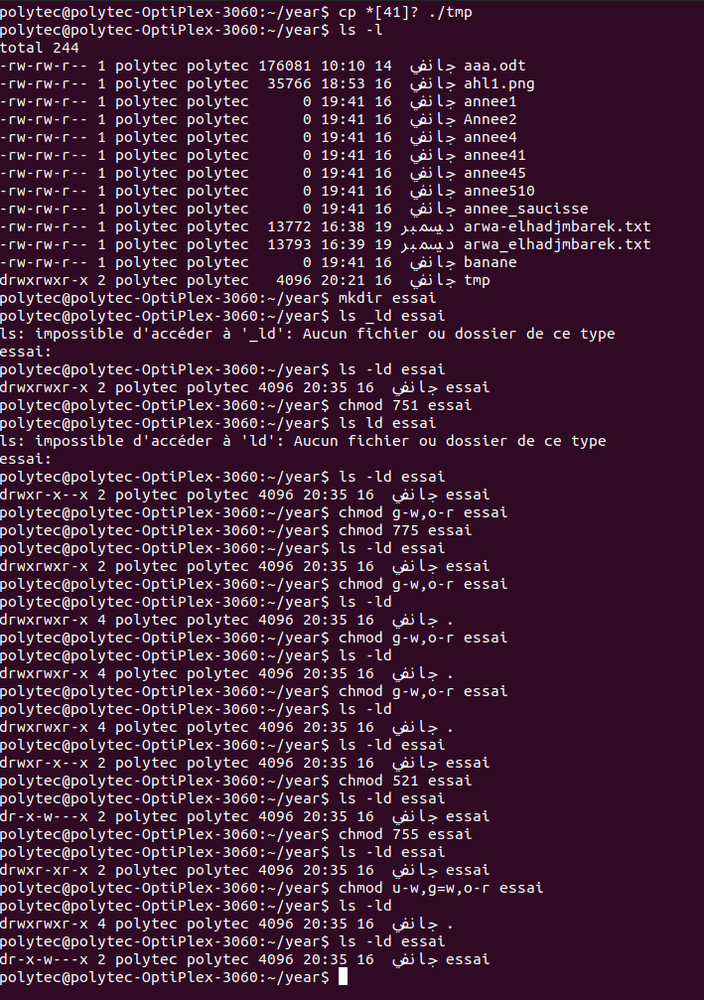 polytec@polytec-OptiPlex-3060:~/year$ cp *[41]? ./tmp
polytec@polytec-OptiPlex-3060:~/year$ ls -l
total 244
-rw-rw-r-- 1 polytec polytec 176081 10:10 14 جانفي aaa.odt
-rw-rw-r-- 1 polytec polytec  35766 18:53 16 جانفي ahl1.png
-rw-rw-r-- 1 polytec polytec      0 19:41 16 جانفي annee1
-rw-rw-r-- 1 polytec polytec      0 19:41 16 جانفي Annee2
-rw-rw-r-- 1 polytec polytec      0 19:41 16 جانفي annee4
-rw-rw-r-- 1 polytec polytec      0 19:41 16 جانفي annee41
-rw-rw-r-- 1 polytec polytec      0 19:41 16 جانفي annee45
-rw-rw-r-- 1 polytec polytec      0 19:41 16 جانفي annee510
-rw-rw-r-- 1 polytec polytec      0 19:41 16 جانفي annee_saucisse
-rw-rw-r-- 1 polytec polytec  13772 16:38 19 ديسمبر arwa-elhadjmbarek.txt
-rw-rw-r-- 1 polytec polytec  13793 16:39 19 ديسمبر arwa_elhadjmbarek.txt
-rw-rw-r-- 1 polytec polytec      0 19:41 16 جانفي banane
drwxrwxr-x 2 polytec polytec   4096 20:21 16 جانفي tmp
polytec@polytec-OptiPlex-3060:~/year$ mkdir essai
polytec@polytec-OptiPlex-3060:~/year$ ls _ld essai
ls: impossible d'accéder à '_ld': Aucun fichier ou dossier de ce type
essai:
polytec@polytec-OptiPlex-3060:~/year$ ls -ld essai
drwxrwxr-x 2 polytec polytec 4096 20:35 16 جانفي essai
polytec@polytec-OptiPlex-3060:~/year$ chmod 751 essai
polytec@polytec-OptiPlex-3060:~/year$ ls ld essai
ls: impossible d'accéder à 'ld': Aucun fichier ou dossier de ce type
essai:
polytec@polytec-OptiPlex-3060:~/year$ ls -ld essai
drwxr-x--x 2 polytec polytec 4096 20:35 16 جانفي essai
polytec@polytec-OptiPlex-3060:~/year$ chmod g-w,o-r essai
polytec@polytec-OptiPlex-3060:~/year$ chmod 775 essai
polytec@polytec-OptiPlex-3060:~/year$ ls -ld essai
drwxrwxr-x 2 polytec polytec 4096 20:35 16 جانفي essai
polytec@polytec-OptiPlex-3060:~/year$ chmod g-w,o-r essai
polytec@polytec-OptiPlex-3060:~/year$ ls -ld
drwxrwxr-x 4 polytec polytec 4096 20:35 16 جانفي .
polytec@polytec-OptiPlex-3060:~/year$ chmod g-w,o-r essai
polytec@polytec-OptiPlex-3060:~/year$ ls -ld
drwxrwxr-x 4 polytec polytec 4096 20:35 16 جانفي .
polytec@polytec-OptiPlex-3060:~/year$ chmod g-w,o-r essai
polytec@polytec-OptiPlex-3060:~/year$ ls -ld
drwxrwxr-x 4 polytec polytec 4096 20:35 16 جانفي .
polytec@polytec-OptiPlex-3060:~/year$ ls -ld essai
drwxr-x--x 2 polytec polytec 4096 20:35 16 جانفي essai
polytec@polytec-OptiPlex-3060:~/year$ chmod 521 essai
polytec@polytec-OptiPlex-3060:~/year$ ls -ld essai
dr-x-w---x 2 polytec polytec 4096 20:35 16 جانفي essai
polytec@polytec-OptiPlex-3060:~/year$ chmod 755 essai
polytec@polytec-OptiPlex-3060:~/year$ ls -ld essai
drwxr-xr-x 2 polytec polytec 4096 20:35 16 جانفي essai
polytec@polytec-OptiPlex-3060:~/year$ chmod u-w,g=w,o-r essai
polytec@polytec-OptiPlex-3060:~/year$ ls -ld
drwxrwxr-x 4 polytec polytec 4096 20:35 16 جانفي .
polytec@polytec-OptiPlex-3060:~/year$ ls -ld essai
dr-x-w---x 2 polytec polytec 4096 20:35 16 جانفي essai
polytec@polytec-OptiPlex-3060:~/year$